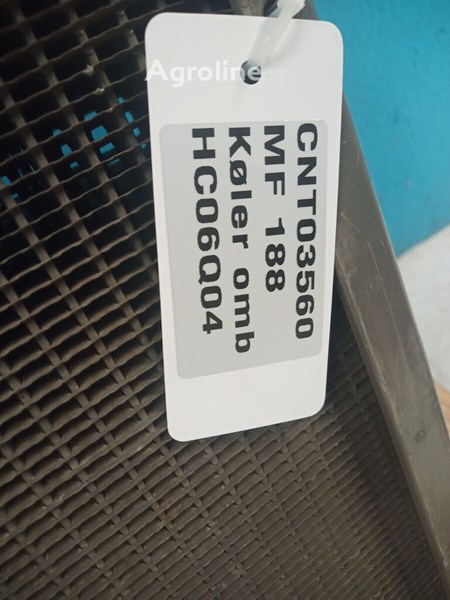 Agroline
CNT03560
MF 188
Køler omb
HC06Q04